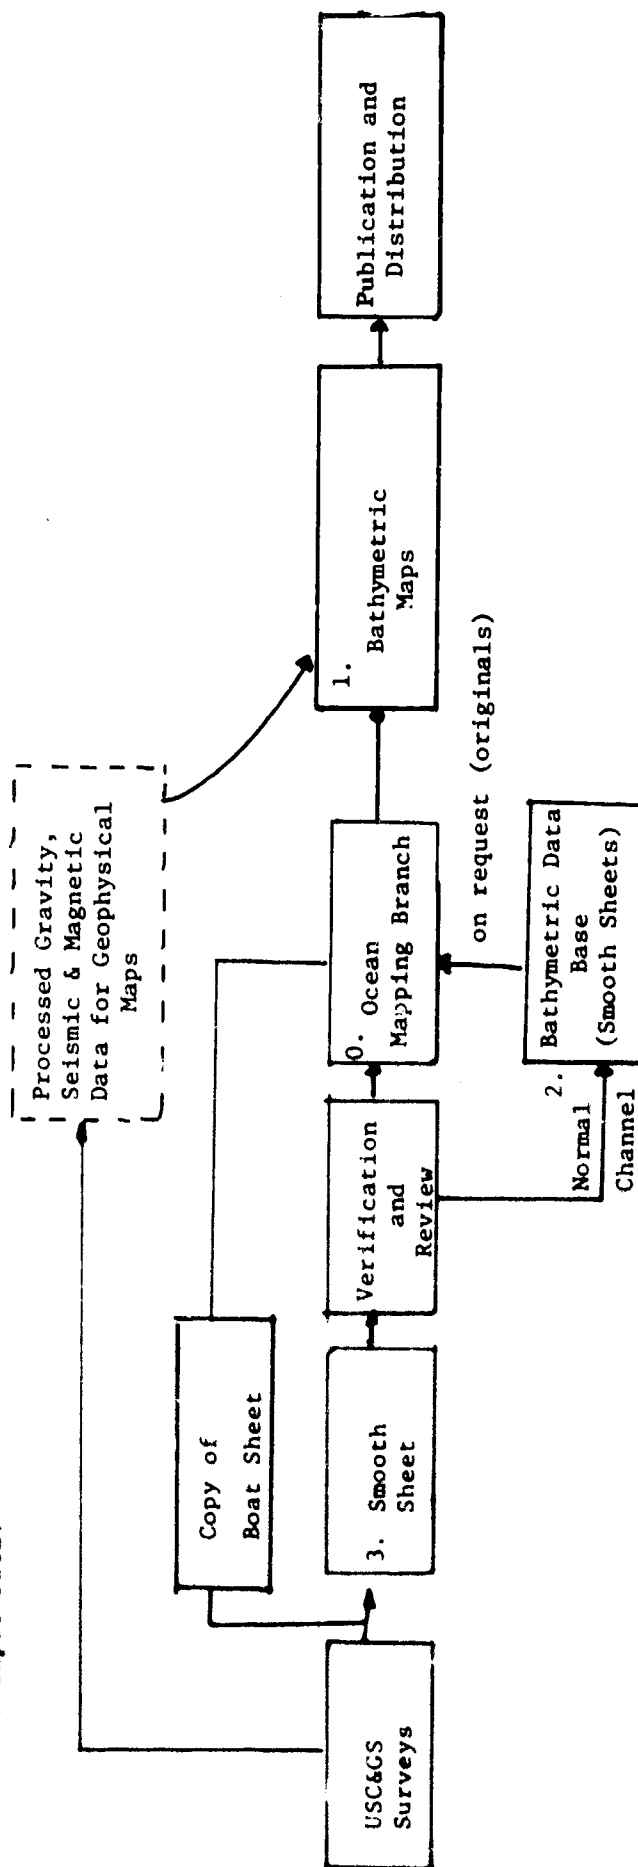 Processed Gravity,
Seismic & Magnetic
Data for Geophysical
Maps
Copy of
Boat Sheet
USC&GS
Surveys
3. Smooth
Sheet
Verification
and
Review
0. Ocean
Mapping Branch
1.
Bathymetric
Maps
Publication and
Distribution
Normal
Channel
2. Bathymetric Data
Base
(Smooth Sheets)
on request (originals)